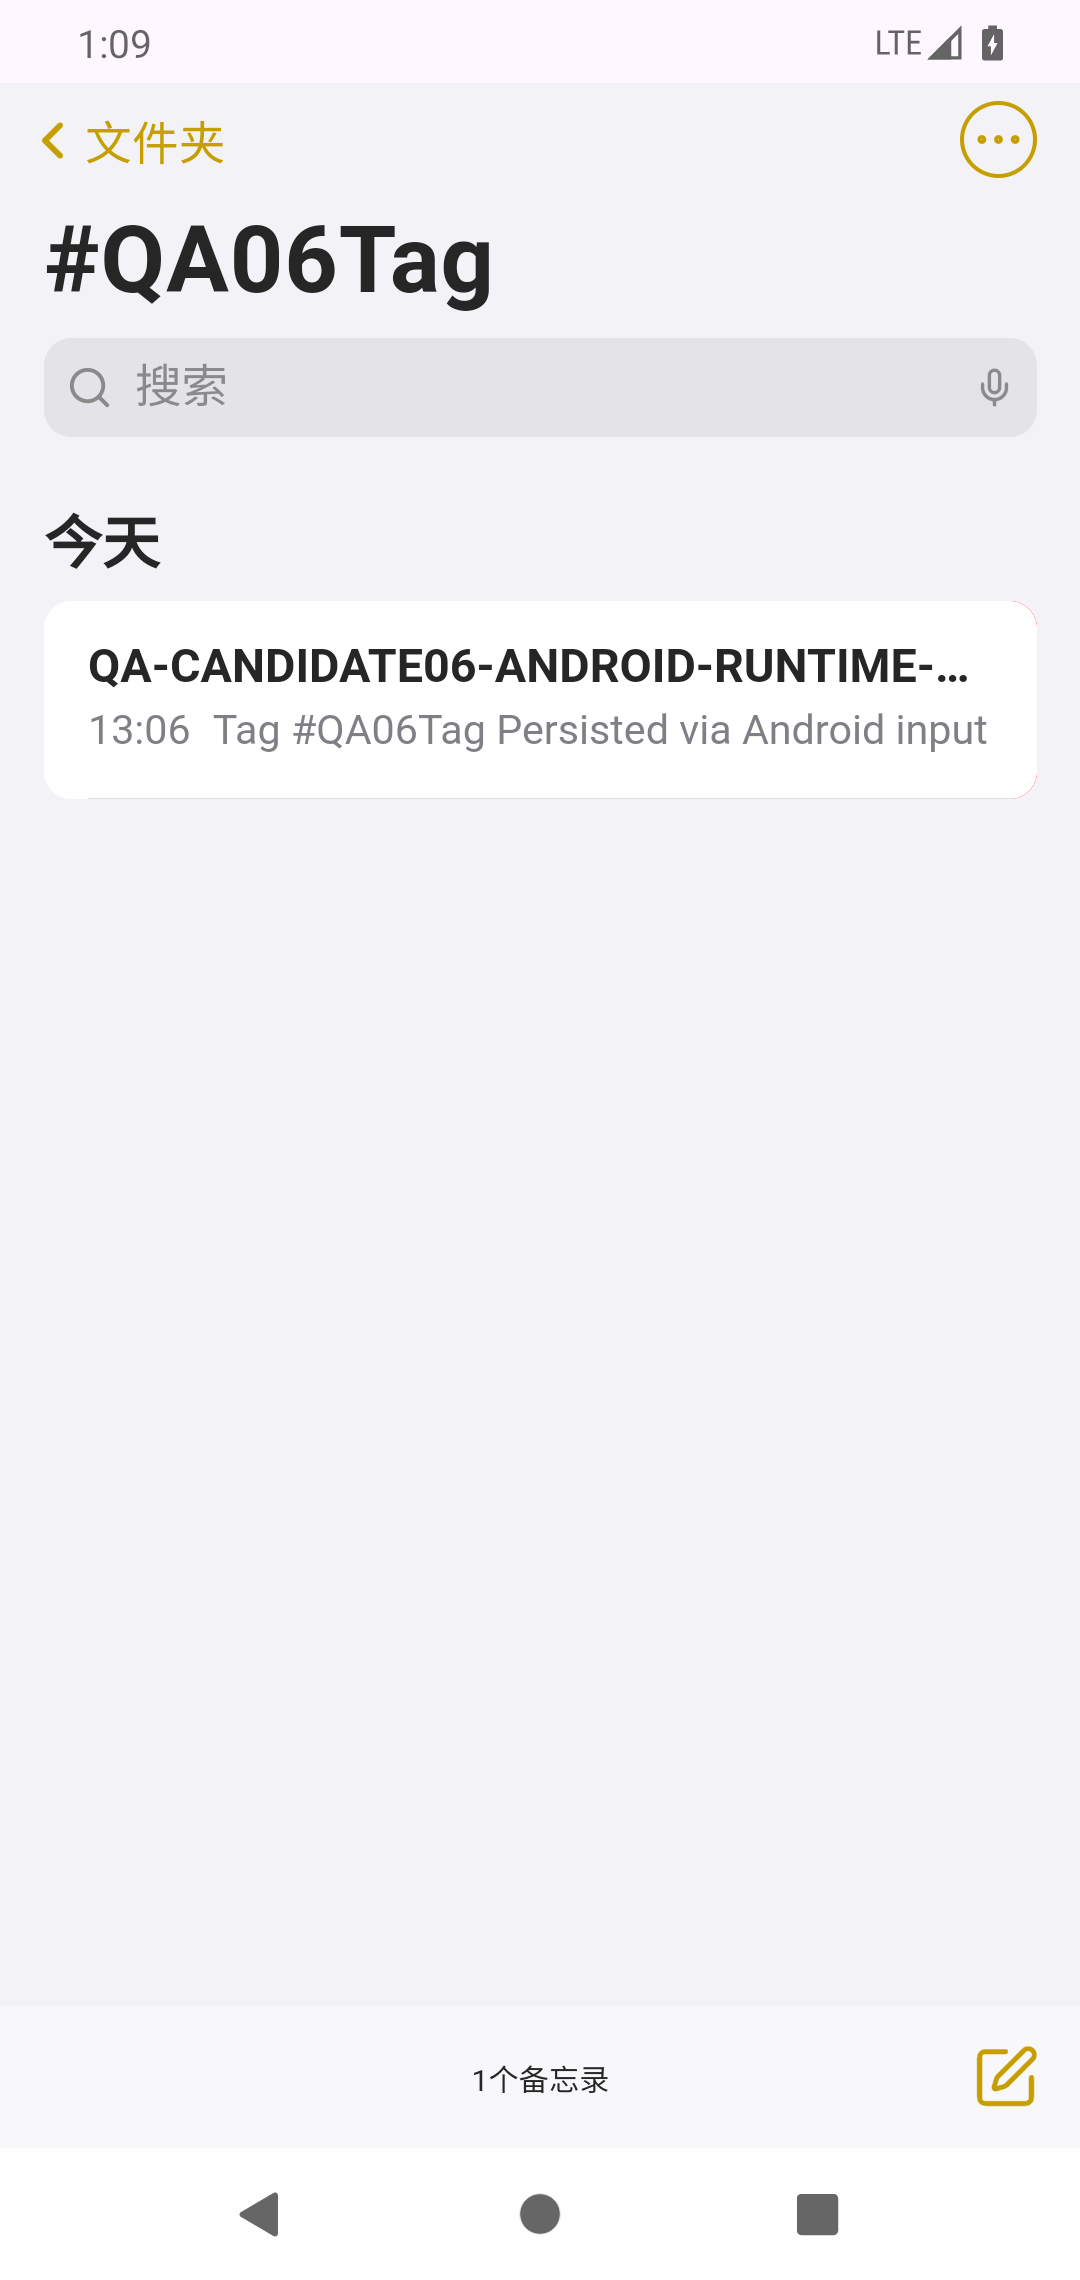 1:09 LTE
文件夹
#QA06Tag
搜索
今天
QA-CANDIDATE06-ANDROID-RUNTIME-…
13:06 Tag #QA06Tag Persisted via Android input
1个备忘录